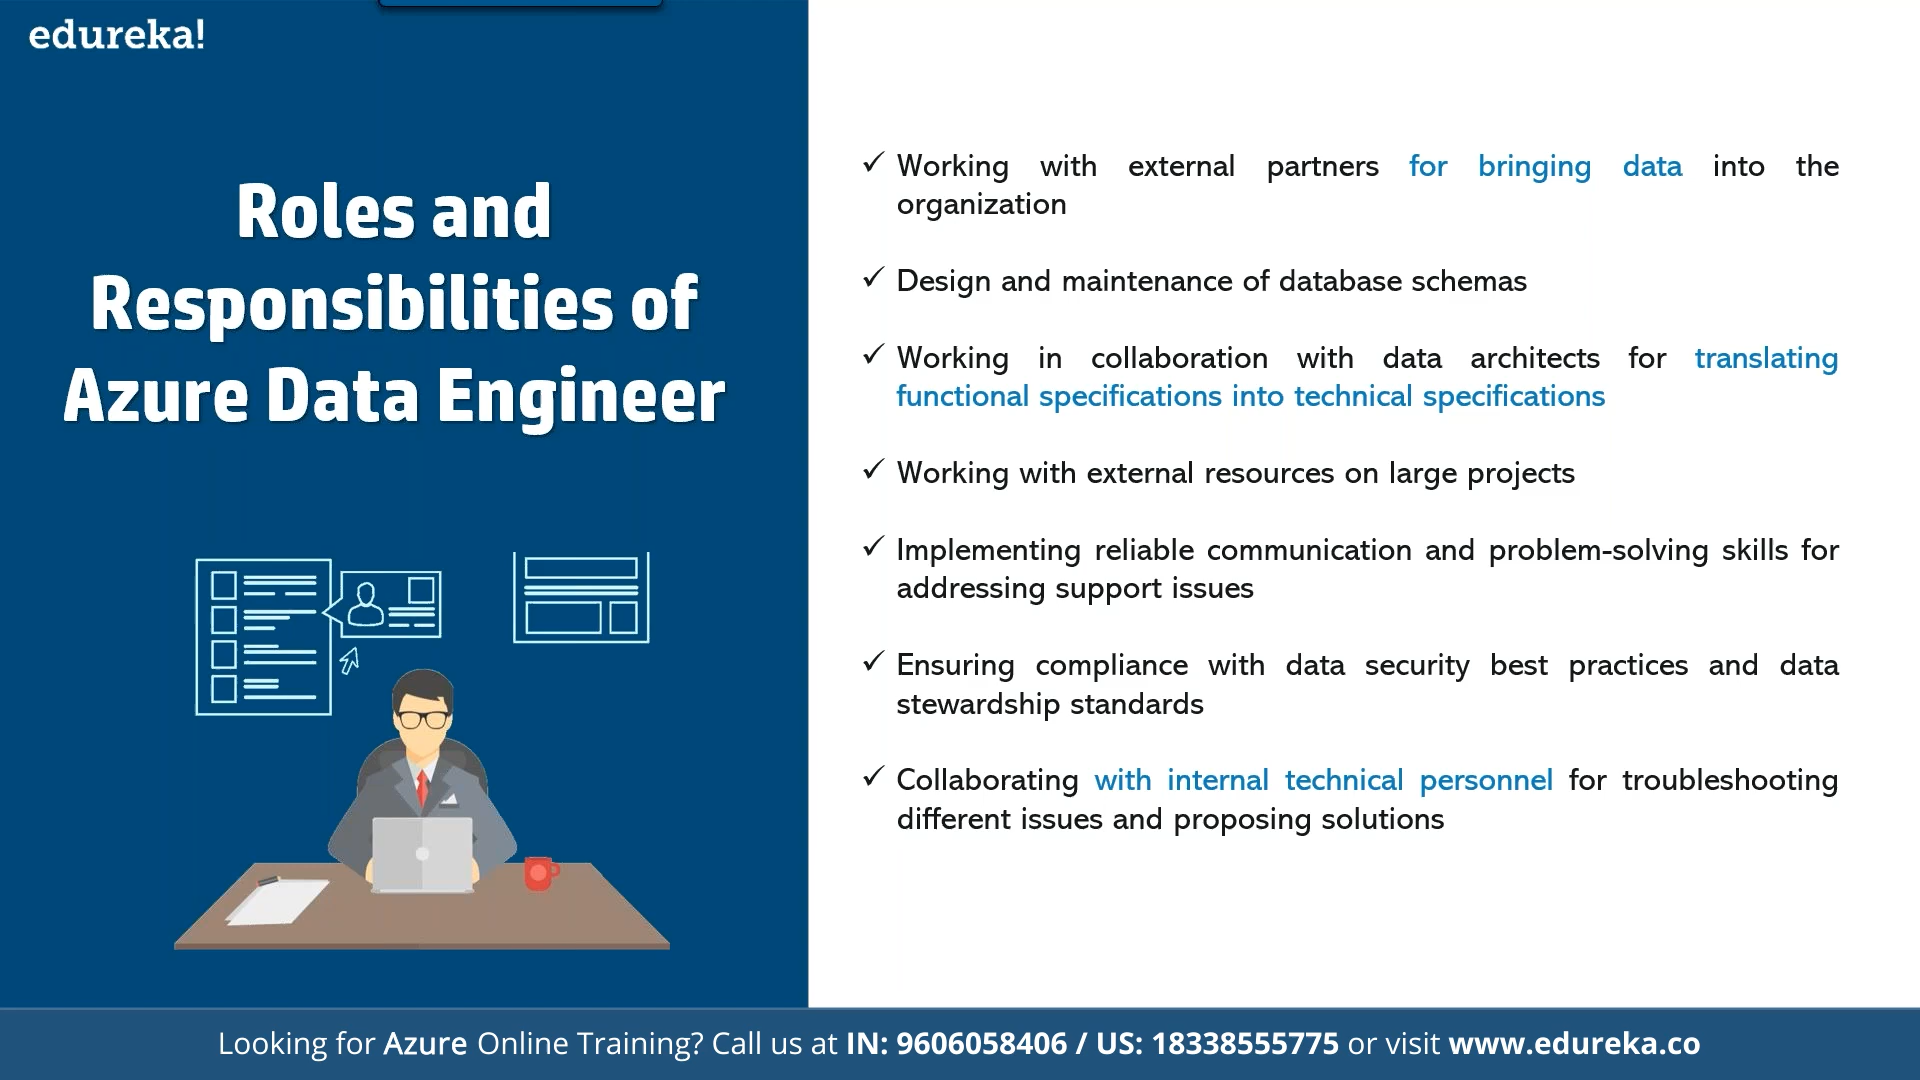 edureka!
Roles and
Responsibilities of
Azure Data Engineer
✓ Working with external partners for bringing data into the
organization
✓ Design and maintenance of database schemas
✓ Working in collaboration with data architects for translating
functional specifications into technical specifications
✓ Working with external resources on large projects
✓ Implementing reliable communication and problem-solving skills for
addressing support issues
✓ Ensuring compliance with data security best practices and data
stewardship standards
✓ Collaborating with internal technical personnel for troubleshooting
different issues and proposing solutions
Looking for Azure Online Training? Call us at IN: 9606058406 / US: 18338555775 or visit www.edureka.co